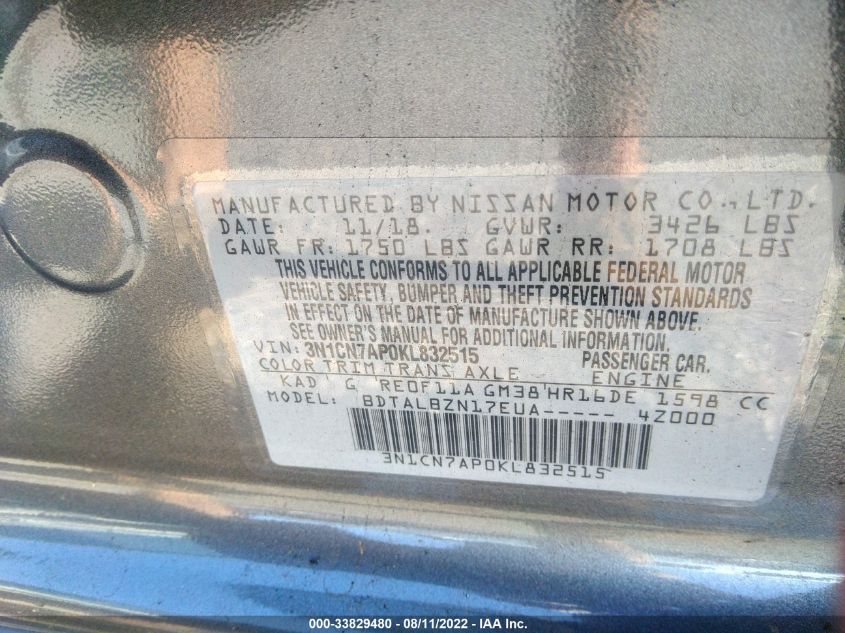 MANUFACTURED BY NISSAN MOTOR CO., LTD.
DATE: 11/18. GVWR: 3426 LBS
GAWR FR: 1750 LBS GAWR RR: 1708 LBS
THIS VEHICLE CONFORMS TO ALL APPLICABLE FEDERAL MOTOR
VEHICLE SAFETY, BUMPER AND THEFT PREVENTION STANDARDS
IN EFFECT ON THE DATE OF MANUFACTURE SHOWN ABOVE.
SEE OWNER'S MANUAL FOR ADDITIONAL INFORMATION.
VIN: 3N1CN7AP0KL832515 PASSENGER CAR.
COLOR TRIM TRANS AXLE ENGINE
KAD G RE0F11A GM38 HR16DE 1598 CC
MODEL: BDTALBZN17EUA----- 4Z000
3N1CN7AP0KL832515
000-33829480 - 08/11/2022 - IAA Inc.